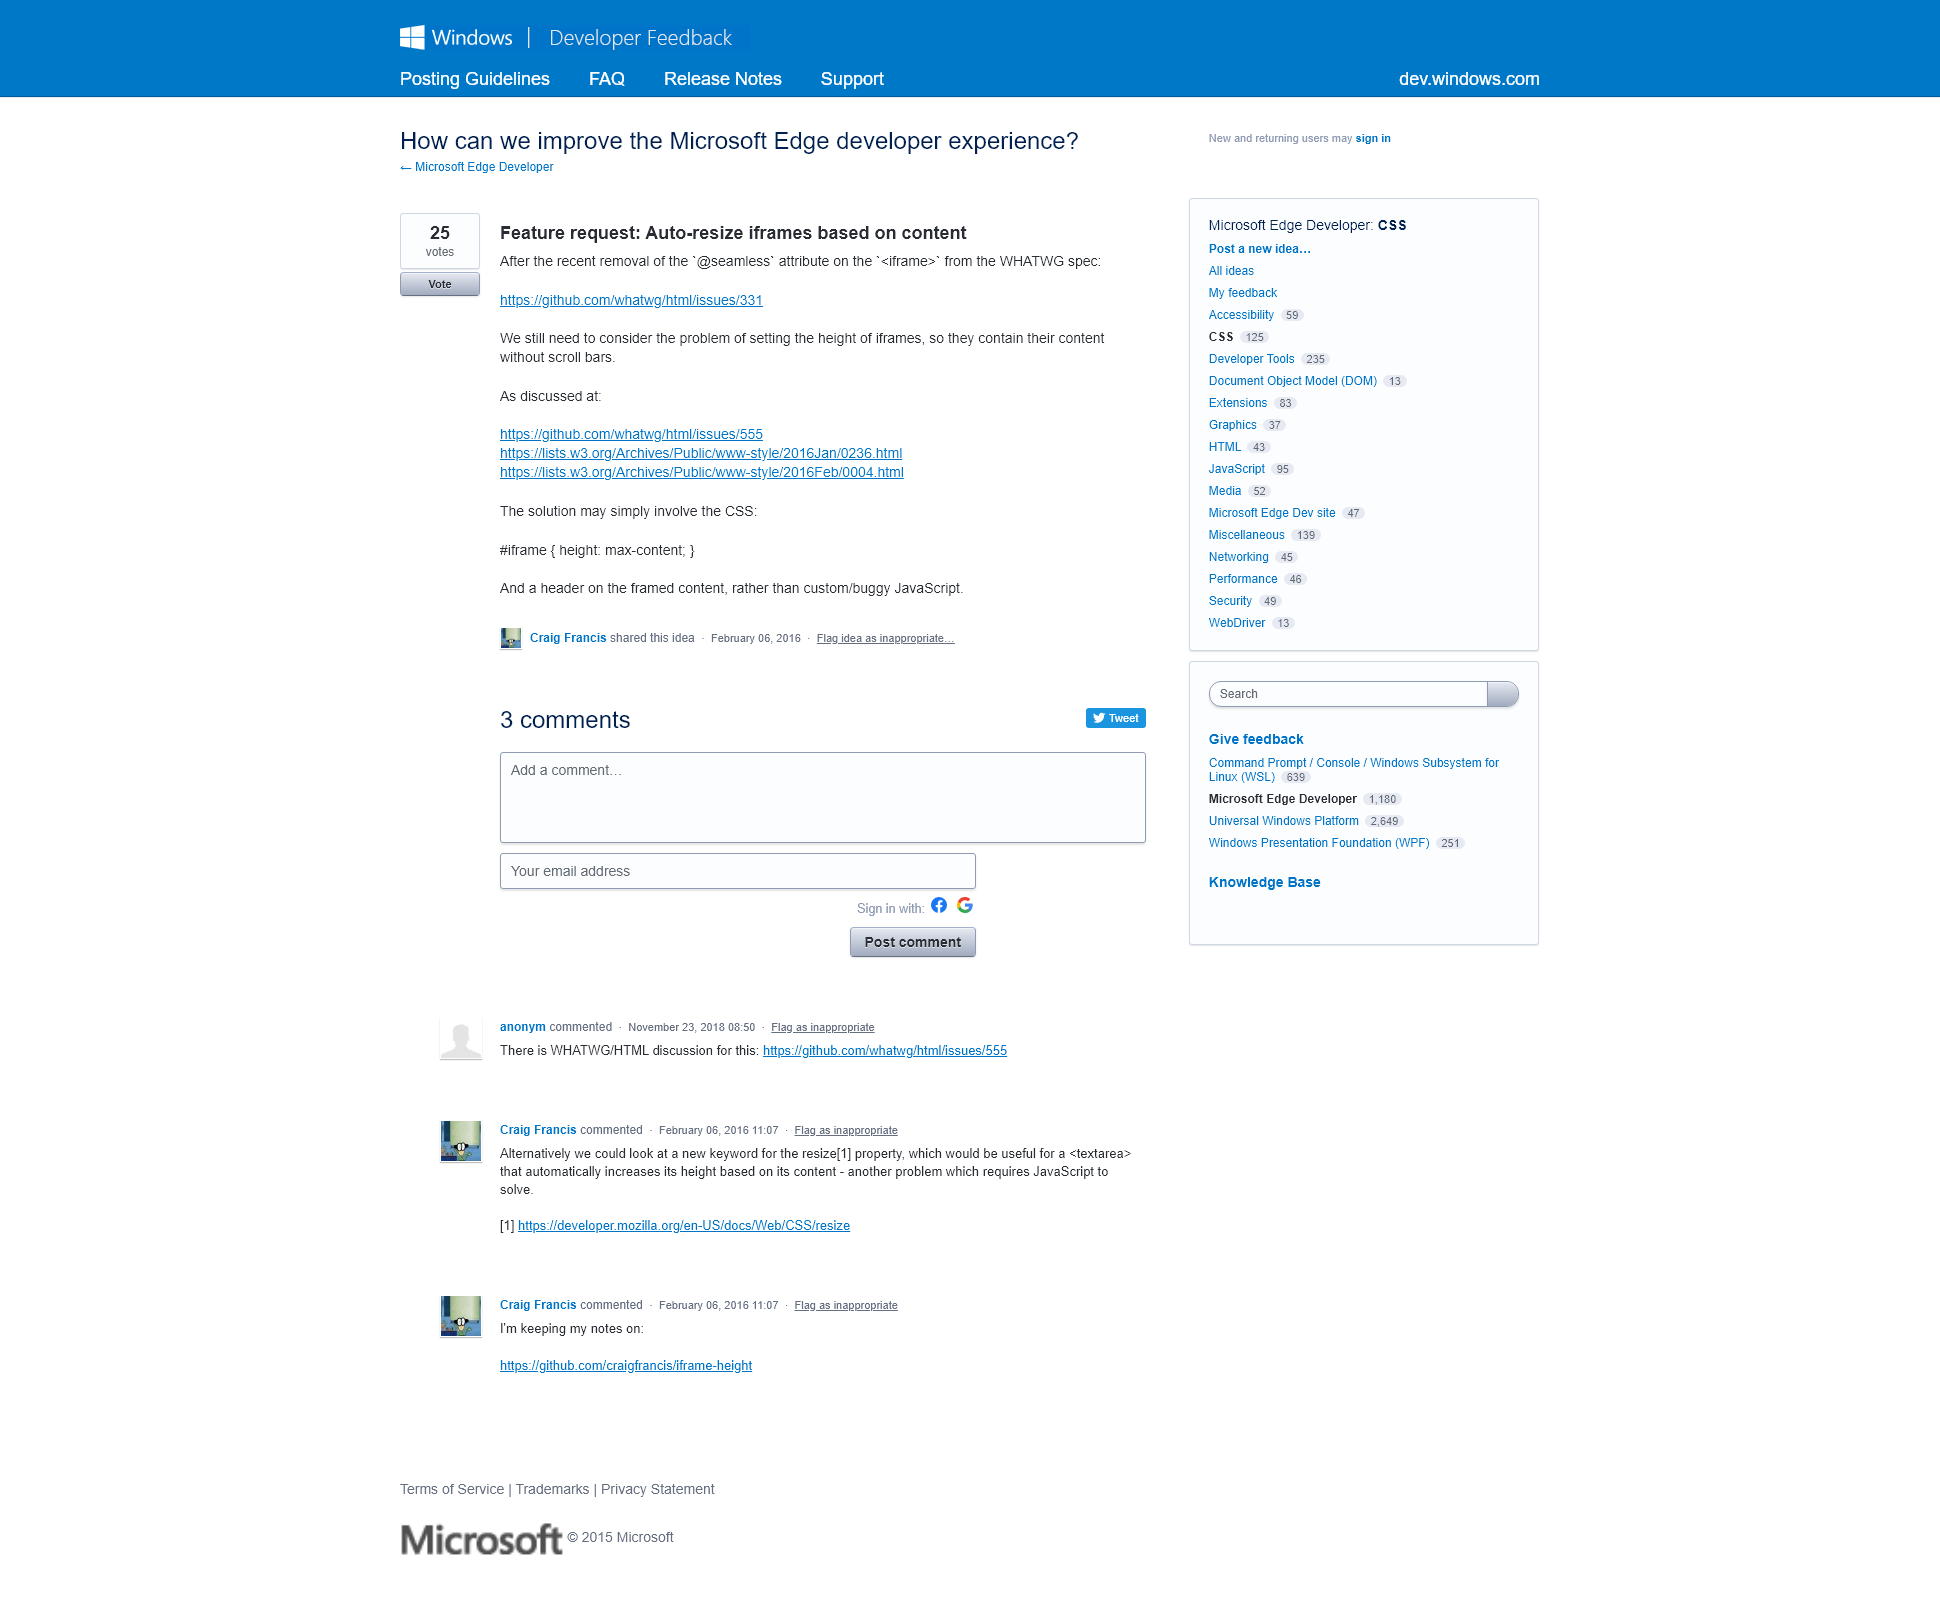 Windows | Developer Feedback
Posting Guidelines FAQ Release Notes Support dev.windows.com
How can we improve the Microsoft Edge developer experience?
← Microsoft Edge Developer
New and returning users may sign in
25
votes
Vote
Feature request: Auto-resize iframes based on content
After the recent removal of the `@seamless` attribute on the `<iframe>` from the WHATWG spec:
https://github.com/whatwg/html/issues/331
We still need to consider the problem of setting the height of iframes, so they contain their content
without scroll bars.
As discussed at:
https://github.com/whatwg/html/issues/555
https://lists.w3.org/Archives/Public/www-style/2016Jan/0236.html
https://lists.w3.org/Archives/Public/www-style/2016Feb/0004.html
The solution may simply involve the CSS:
#iframe { height: max-content; }
And a header on the framed content, rather than custom/buggy JavaScript.
Craig Francis shared this idea · February 06, 2016 · Flag idea as inappropriate…
3 comments
Tweet
Add a comment…
Your email address
Sign in with:
Post comment
anonym commented · November 23, 2018 08:50 · Flag as inappropriate
There is WHATWG/HTML discussion for this: https://github.com/whatwg/html/issues/555
Craig Francis commented · February 06, 2016 11:07 · Flag as inappropriate
Alternatively we could look at a new keyword for the resize[1] property, which would be useful for a <textarea>
that automatically increases its height based on its content - another problem which requires JavaScript to
solve.
[1] https://developer.mozilla.org/en-US/docs/Web/CSS/resize
Craig Francis commented · February 06, 2016 11:07 · Flag as inappropriate
I'm keeping my notes on:
https://github.com/craigfrancis/iframe-height
Microsoft Edge Developer: CSS
Post a new idea…
All ideas
My feedback
Accessibility 59
CSS 125
Developer Tools 235
Document Object Model (DOM) 13
Extensions 83
Graphics 37
HTML 43
JavaScript 95
Media 52
Microsoft Edge Dev site 47
Miscellaneous 139
Networking 45
Performance 46
Security 49
WebDriver 13
Search
Give feedback
Command Prompt / Console / Windows Subsystem for
Linux (WSL) 639
Microsoft Edge Developer 1,180
Universal Windows Platform 2,649
Windows Presentation Foundation (WPF) 251
Knowledge Base
Terms of Service | Trademarks | Privacy Statement
Microsoft © 2015 Microsoft